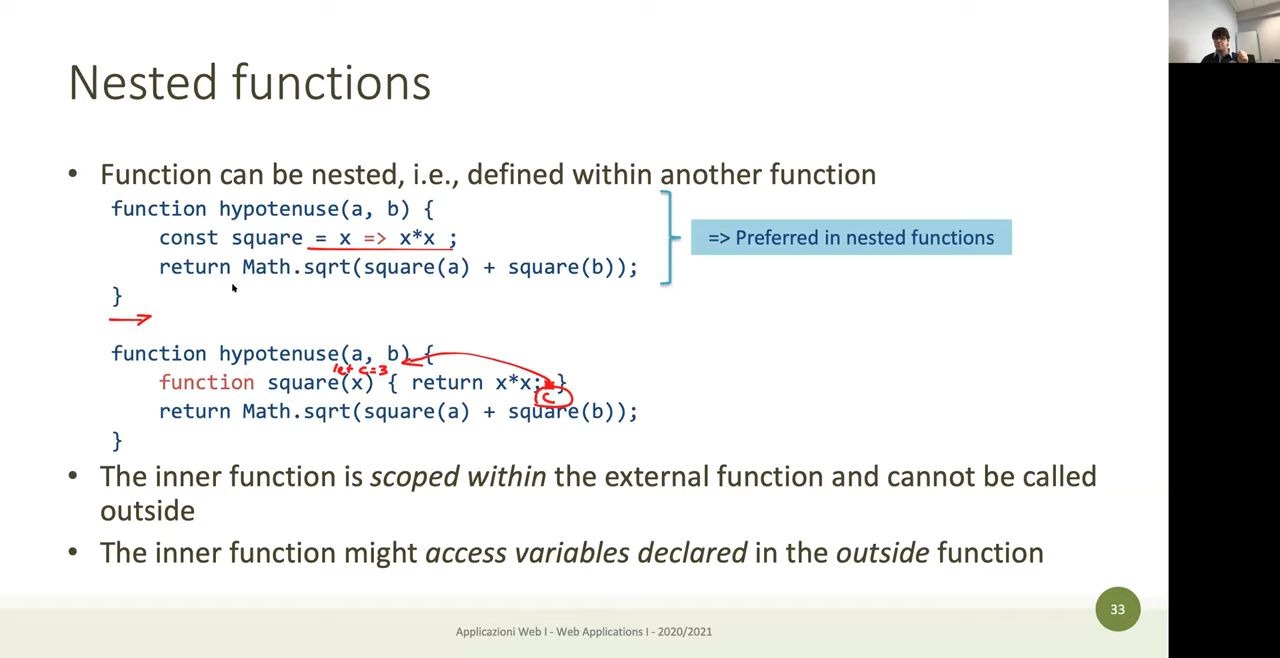 Nested functions
• Function can be nested, i.e., defined within another function
function hypotenuse(a, b) {
const square = x => x*x ;
return Math.sqrt(square(a) + square(b));
}
=> Preferred in nested functions
function hypotenuse(a, b) {
let c=3
function square(x) { return x*x; }
c
return Math.sqrt(square(a) + square(b));
}
• The inner function is scoped within the external function and cannot be called
outside
• The inner function might access variables declared in the outside function
33
Applicazioni Web I - Web Applications I - 2020/2021